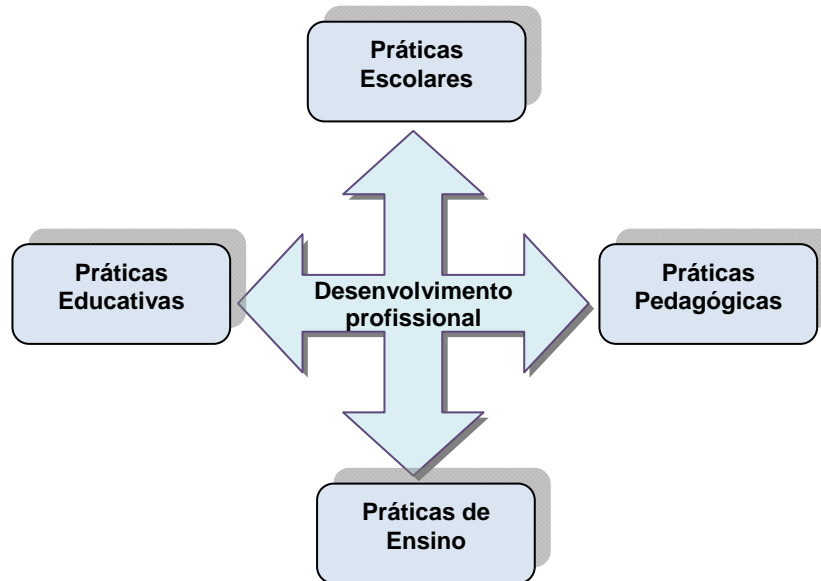 Práticas
Escolares
Práticas
Educativas
Desenvolvimento
profissional
Práticas
Pedagógicas
Práticas de
Ensino